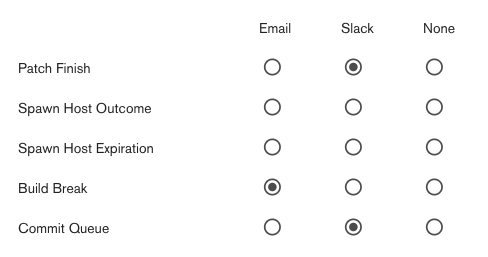 Email Slack None
Patch Finish
Spawn Host Outcome
Spawn Host Expiration
Build Break
Commit Queue